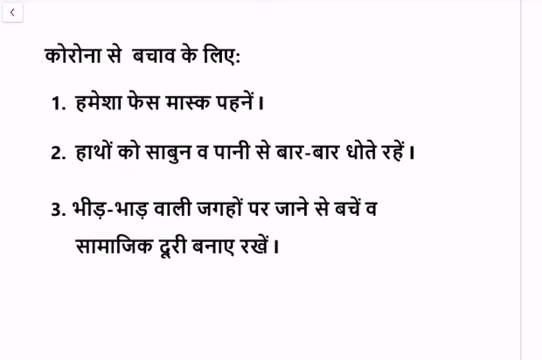 कोरोना से बचाव के लिए:
1. हमेशा फेस मास्क पहनें।
2. हाथों को साबुन व पानी से बार-बार धोते रहें।
3. भीड़-भाड़ वाली जगहों पर जाने से बचें व
सामाजिक दूरी बनाए रखें।